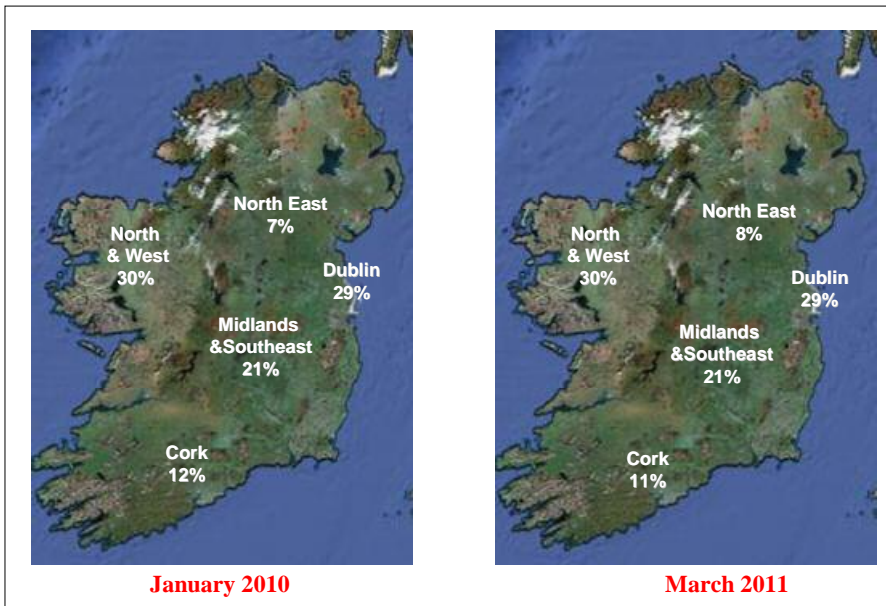 North East
7%
North
& West
30%
Dublin
29%
Midlands
&Southeast
21%
Cork
12%
January 2010
North East
8%
North
& West
30%
Dublin
29%
Midlands
&Southeast
21%
Cork
11%
March 2011